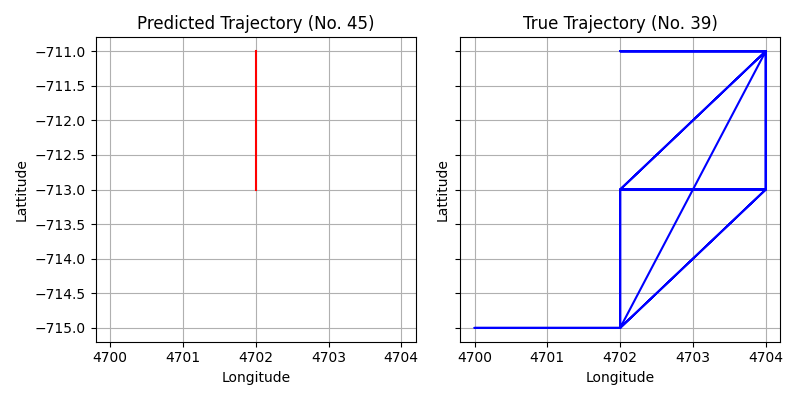 Predicted Trajectory (No. 45)
True Trajectory (No. 39)
−711.0
−711.5
−712.0
−712.5
−713.0
−713.5
−714.0
−714.5
−715.0
Lattitude
Lattitude
4700 4701 4702 4703 4704
4700 4701 4702 4703 4704
Longitude
Longitude